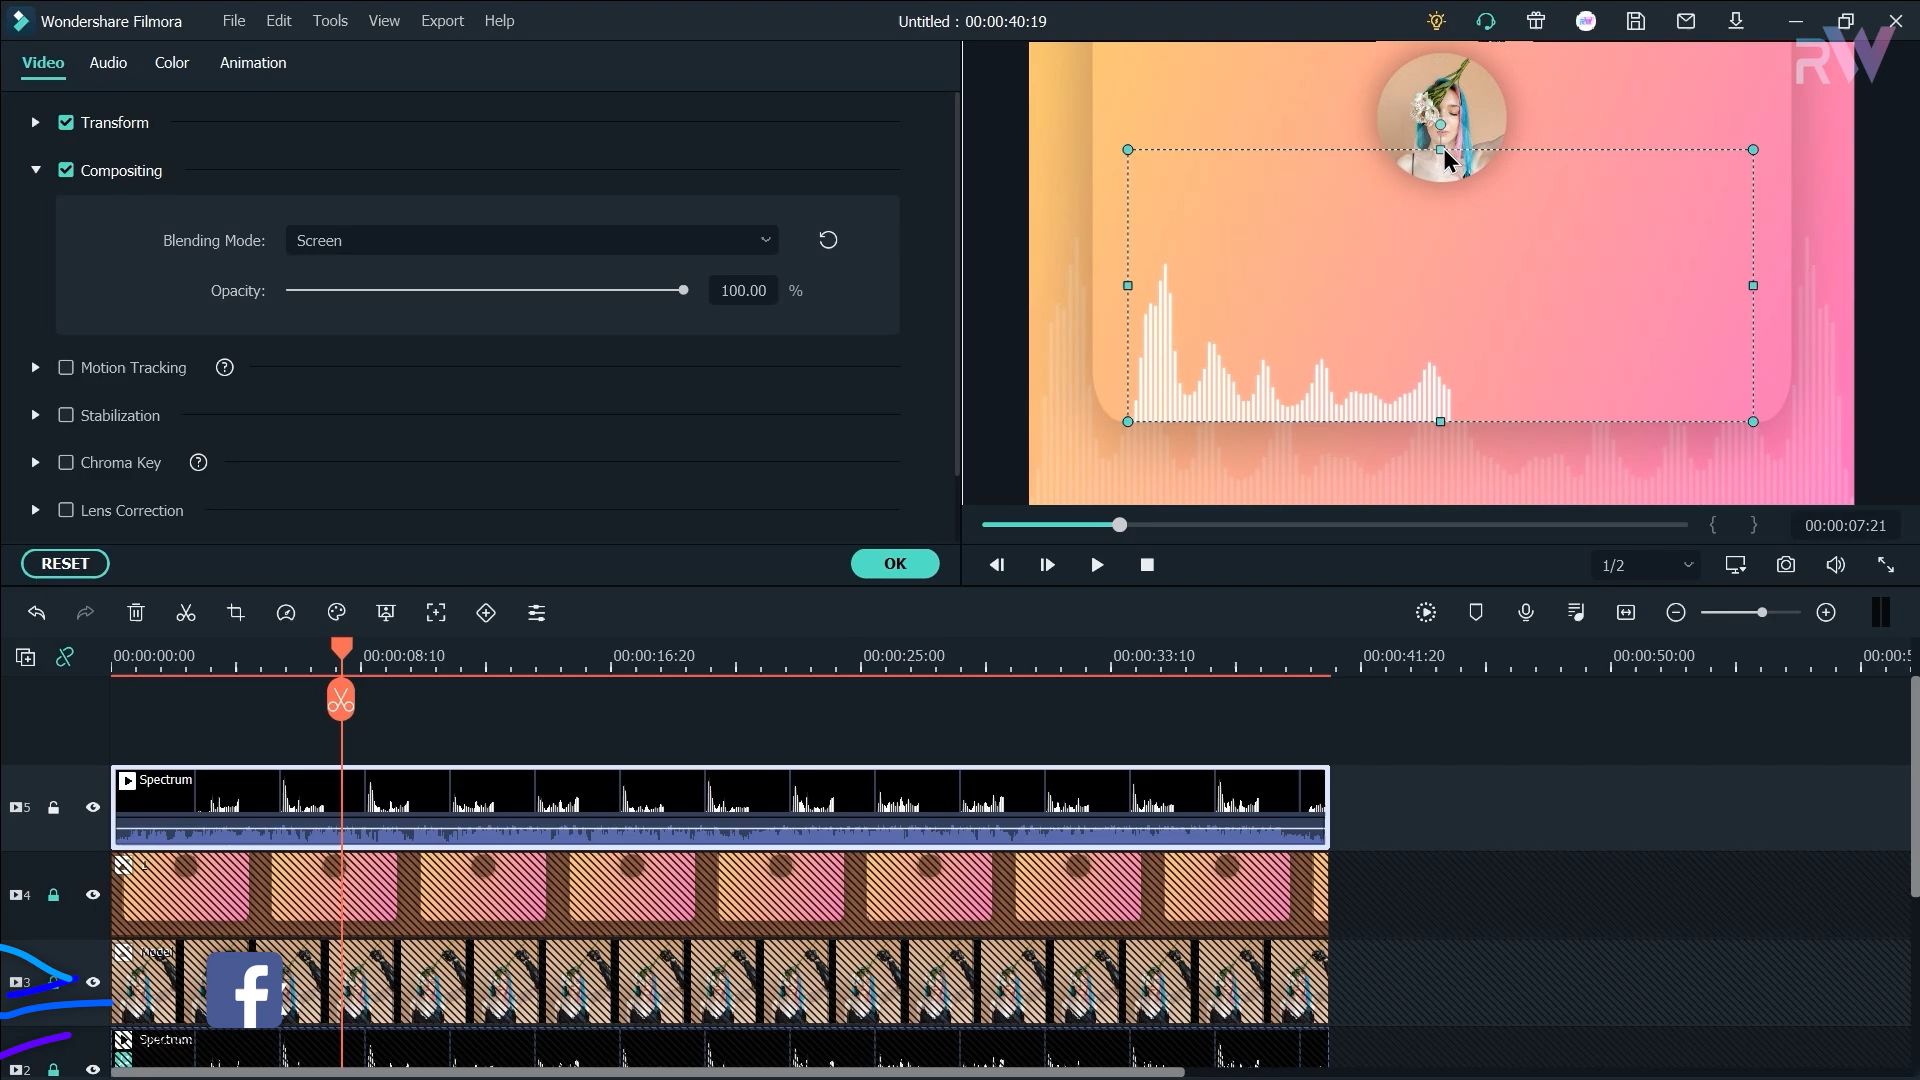 Wondershare Filmora File Edit Tools View Export Help Untitled : 00:00:40:19
RW
Video Audio Color Animation
Transform
Compositing
Blending Mode: Screen
Opacity: 100.00 %
Motion Tracking ?
Stabilization
Chroma Key ?
Lens Correction
{ } 00:00:07:21
RESET OK
1/2
00:00:00:00 00:00:08:10 00:00:16:20 00:00:25:00 00:00:33:10 00:00:41:20 00:00:50:00 00:00:5
Spectrum
5
1
4
Model
3
f
Spectrum
2